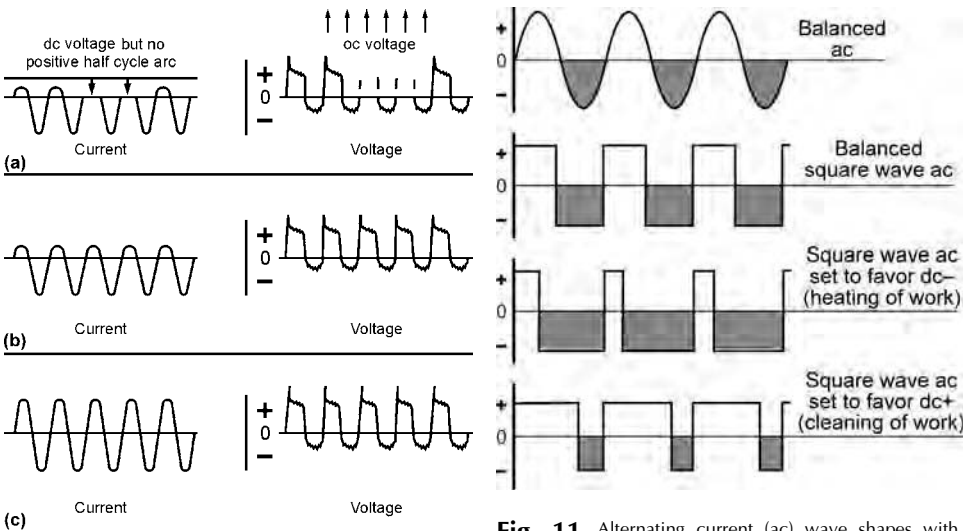 dc voltage but no
positive half cycle arc
oc voltage
+
0
−
Current
Voltage
(a)
+
0
−
Current
Voltage
(b)
+
0
−
Current
Voltage
(c)
+
0
−
Balanced
ac
+
0
−
Balanced
square wave ac
+
0
−
Square wave ac
set to favor dc−
(heating of work)
+
0
−
Square wave ac
set to favor dc+
(cleaning of work)
Fig. 11 Alternating current (ac) wave shapes with